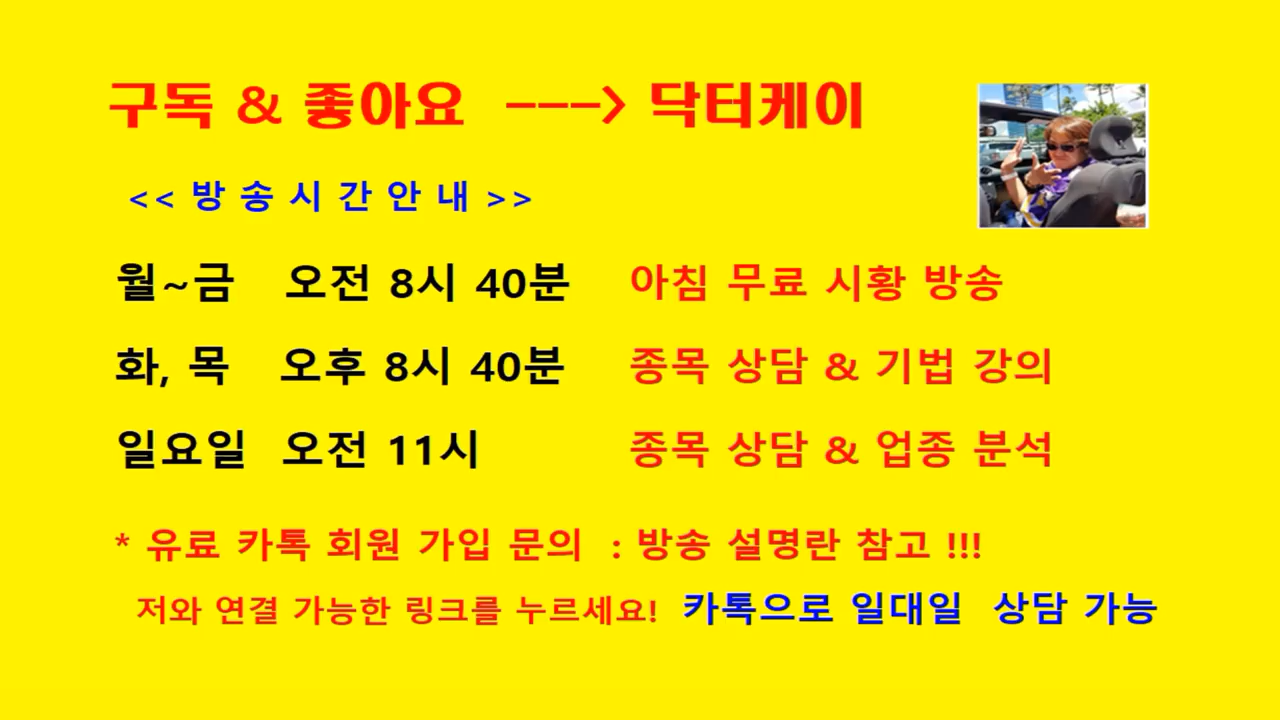 구독 & 좋아요 ---> 닥터케이
<< 방 송 시 간 안 내 >>
월~금 오전 8시 40분 아침 무료 시황 방송
화, 목 오후 8시 40분 종목 상담 & 기법 강의
일요일 오전 11시 종목 상담 & 업종 분석
* 유료 카톡 회원 가입 문의 : 방송 설명란 참고 !!!
저와 연결 가능한 링크를 누르세요! 카톡으로 일대일 상담 가능